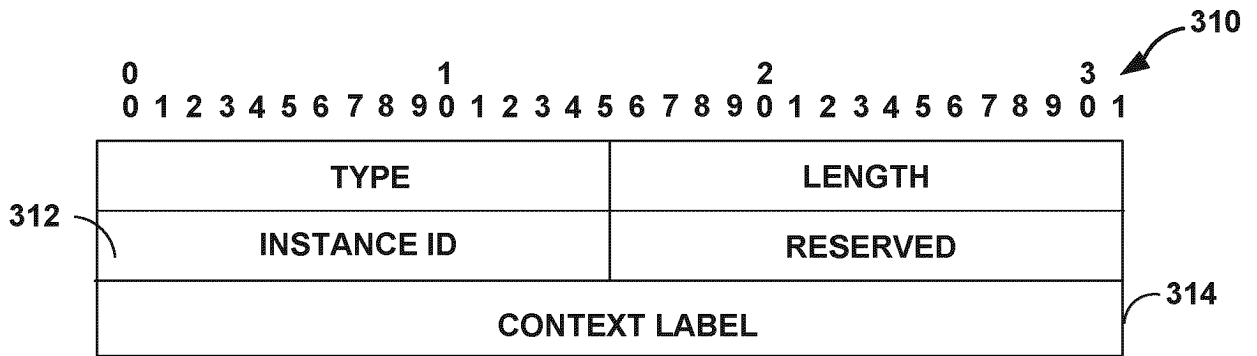 310
0 1 2 3
0 1 2 3 4 5 6 7 8 9 0 1 2 3 4 5 6 7 8 9 0 1 2 3 4 5 6 7 8 9 0 1
TYPE LENGTH
312 INSTANCE ID RESERVED
CONTEXT LABEL 314